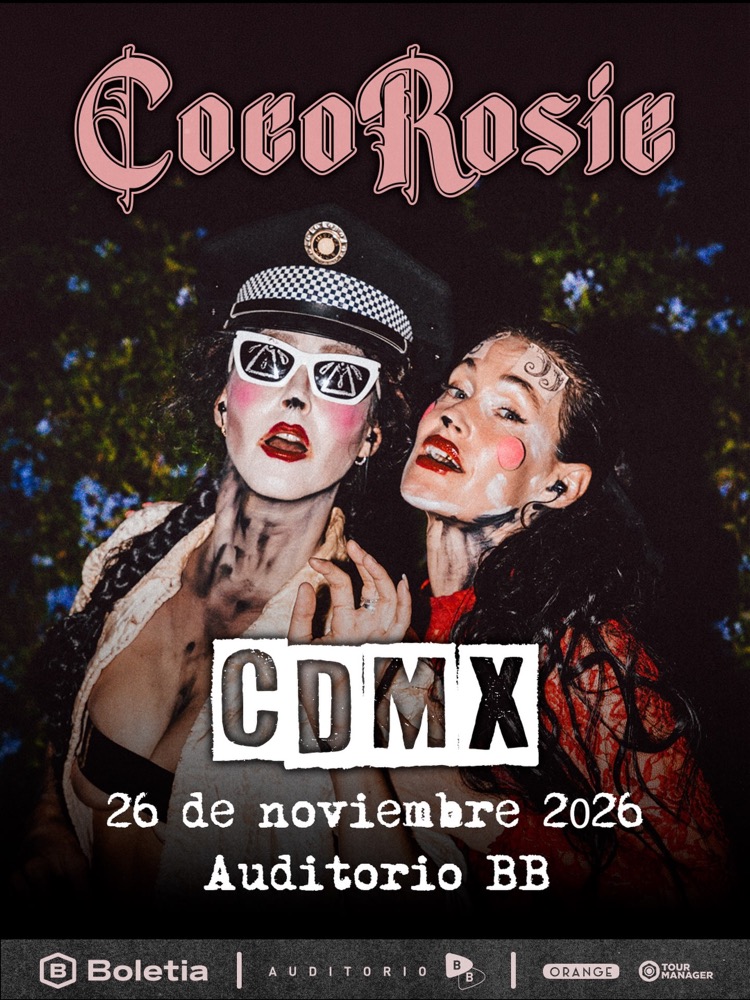 CocoRosie
CDMX
26 de noviembre 2026
Auditorio BB
B Boletia | AUDITORIO BB | ORANGE TOUR MANAGER